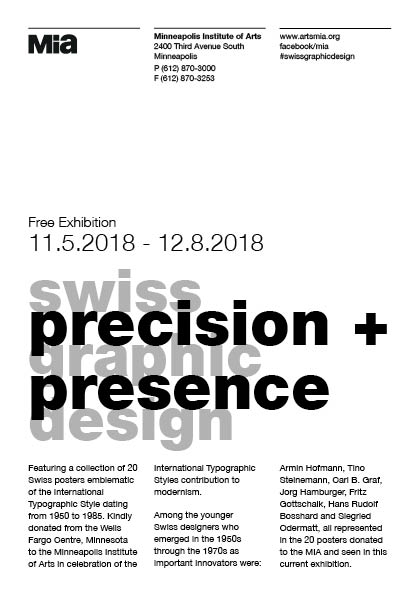 Mia
Minneapolis Institute of Arts
2400 Third Avenue South
Minneapolis
P (612) 870-3000
F (612) 870-3253
www.artsmia.org
facebook/mia
#swissgraphicdesign
Free Exhibition
11.5.2018 - 12.8.2018
swiss
precision +
graphic
presence
design
Featuring a collection of 20
Swiss posters emblematic
of the International
Typographic Style dating
from 1950 to 1985. Kindly
donated from the Wells
Fargo Centre, Minnesota
to the Minneapolis Institute
of Arts in celebration of the
International Typographic
Styles contribution to
modernism.
Among the younger
Swiss designers who
emerged in the 1950s
through the 1970s as
important innovators were:
Armin Hofmann, Tino
Steinemann, Carl B. Graf,
Jorg Hamburger, Fritz
Gottschalk, Hans Rudolf
Bosshard and Siegfried
Odermatt, all represented
in the 20 posters donated
to the MIA and seen in this
current exhibition.